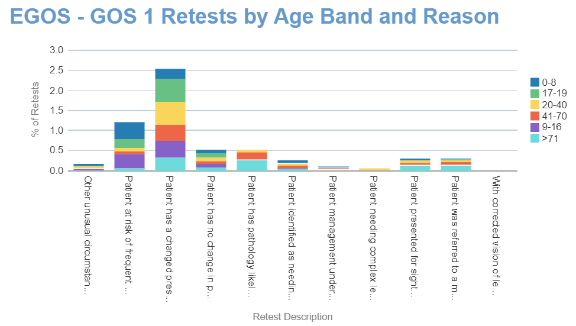 EGOS - GOS 1 Retests by Age Band and Reason
3.0
2.5
2.0
1.5
1.0
0.5
0.0
% of Retests
0-8
17-19
20-40
41-70
9-16
>71
Other unusual circumstan...
Patient at risk of frequent ...
Patient has a changed pres...
Patient has no change in p...
Patient has pathology likel...
Patient identified as needin...
Patient management under...
Patient needing complex le...
Patient presented for sight...
Patient was referred to a m...
With corrected vision of le...
Retest Description